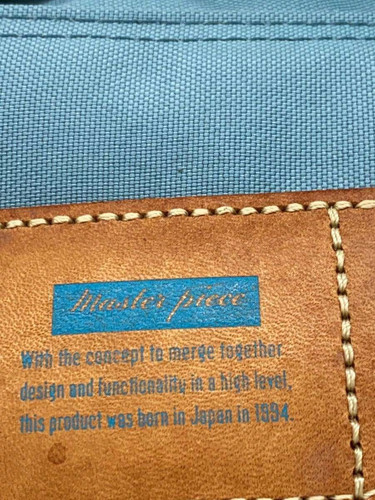 Master piece
With the concept to merge together
design and functionality in a high level,
this product was born in Japan in 1994.